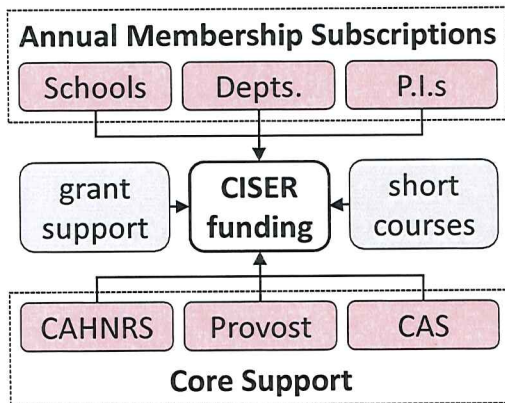 Annual Membership Subscriptions
Schools
Depts.
P.I.s
grant
support
CISER
funding
short
courses
CAHNRS
Provost
CAS
Core Support